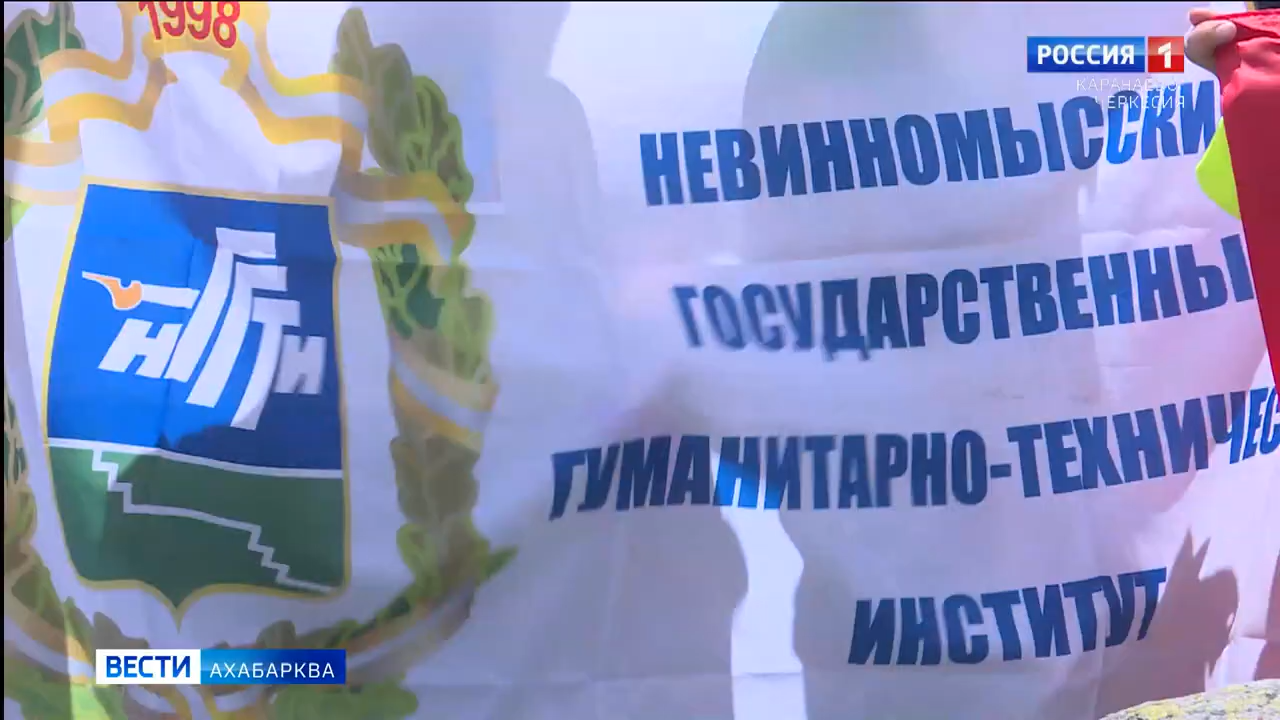 1998
РОССИЯ 1
КАРАЧАЕВО
ЧЕРКЕСИЯ
НЕВИННОМЫССКИ
ГОСУДАРСТВЕННЫ
ГУМАНИТАРНО-ТЕХНИЧЕС
ИНСТИТУТ
НГГТИ
ВЕСТИ АХАБАРКВА